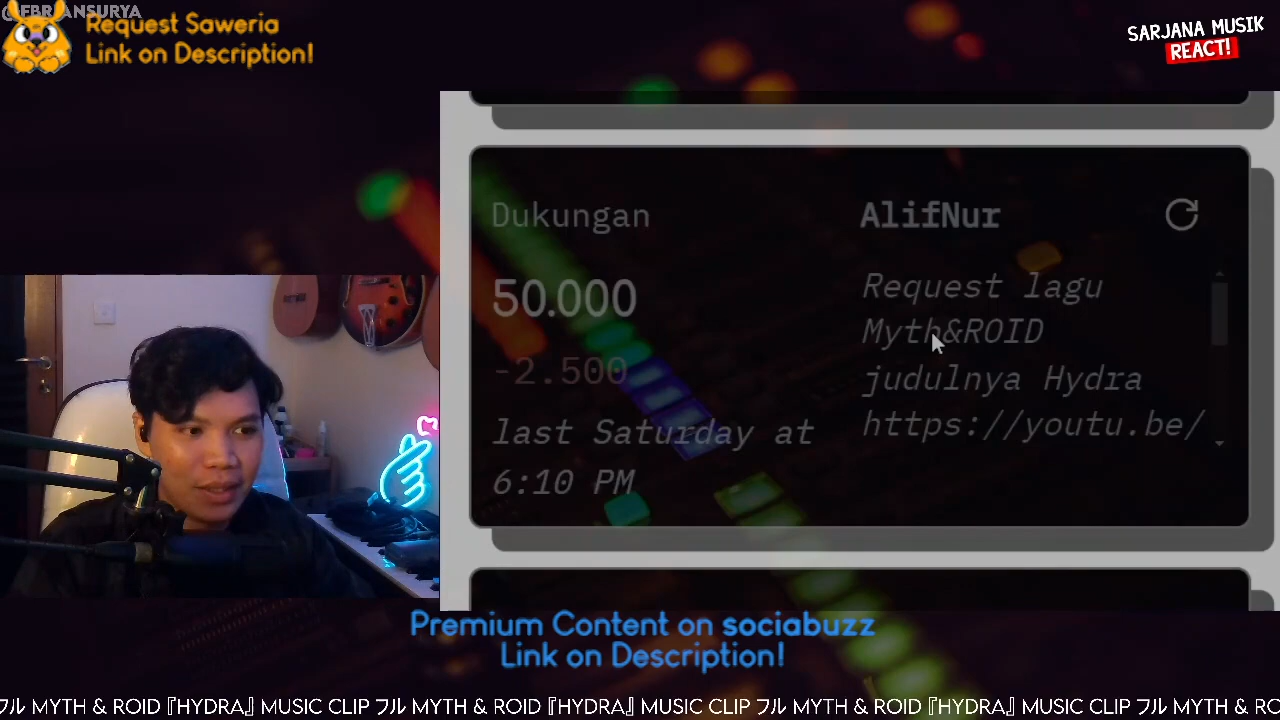 @FEBRIANSURYA
Request Saweria
Link on Description!
SARJANA MUSIK
REACT!
Dukungan
50.000
-2.500
last Saturday at
6:10 PM
AlifNur
Request lagu
Myth&ROID
judulnya Hydra
https://youtu.be/
Premium Content on sociabuzz
Link on Description!
フル MYTH & ROID『HYDRA』MUSIC CLIP フル MYTH & ROID『HYDRA』MUSIC CLIP フル MYTH & ROID『HYDRA』MUSIC CLIP フル MYTH & RO